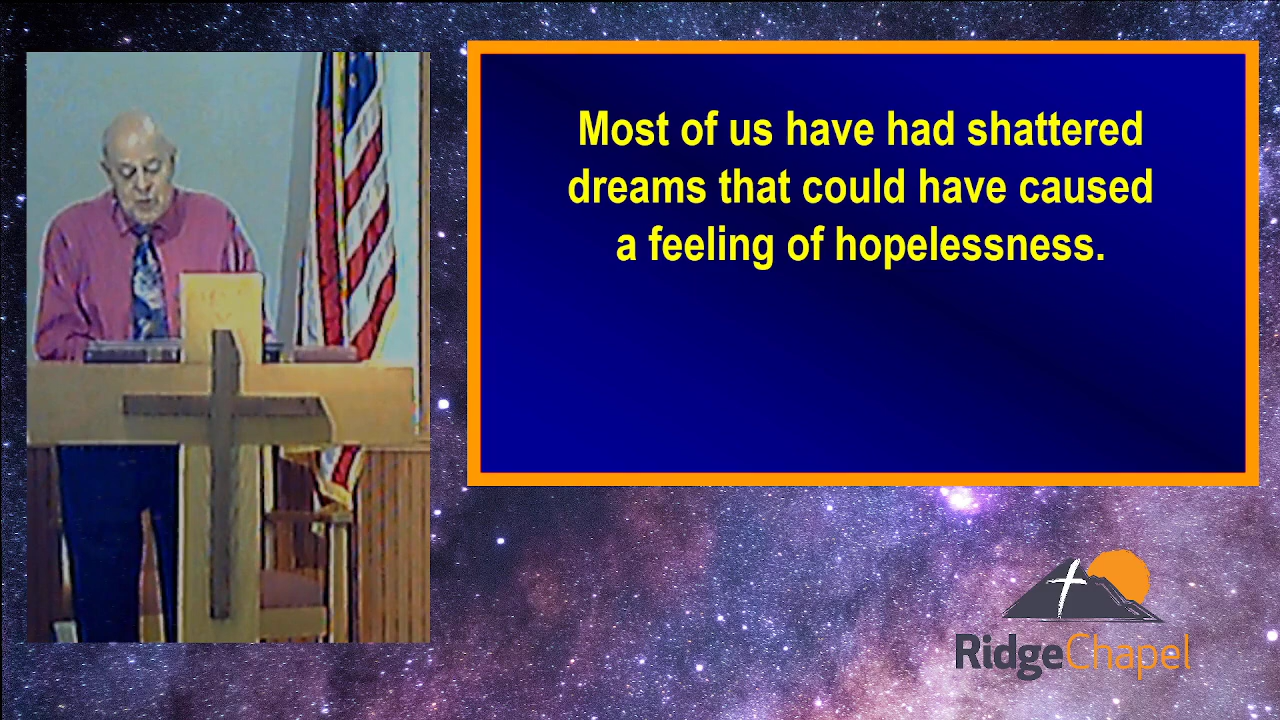 Most of us have had shattered
dreams that could have caused
a feeling of hopelessness.
RidgeChapel